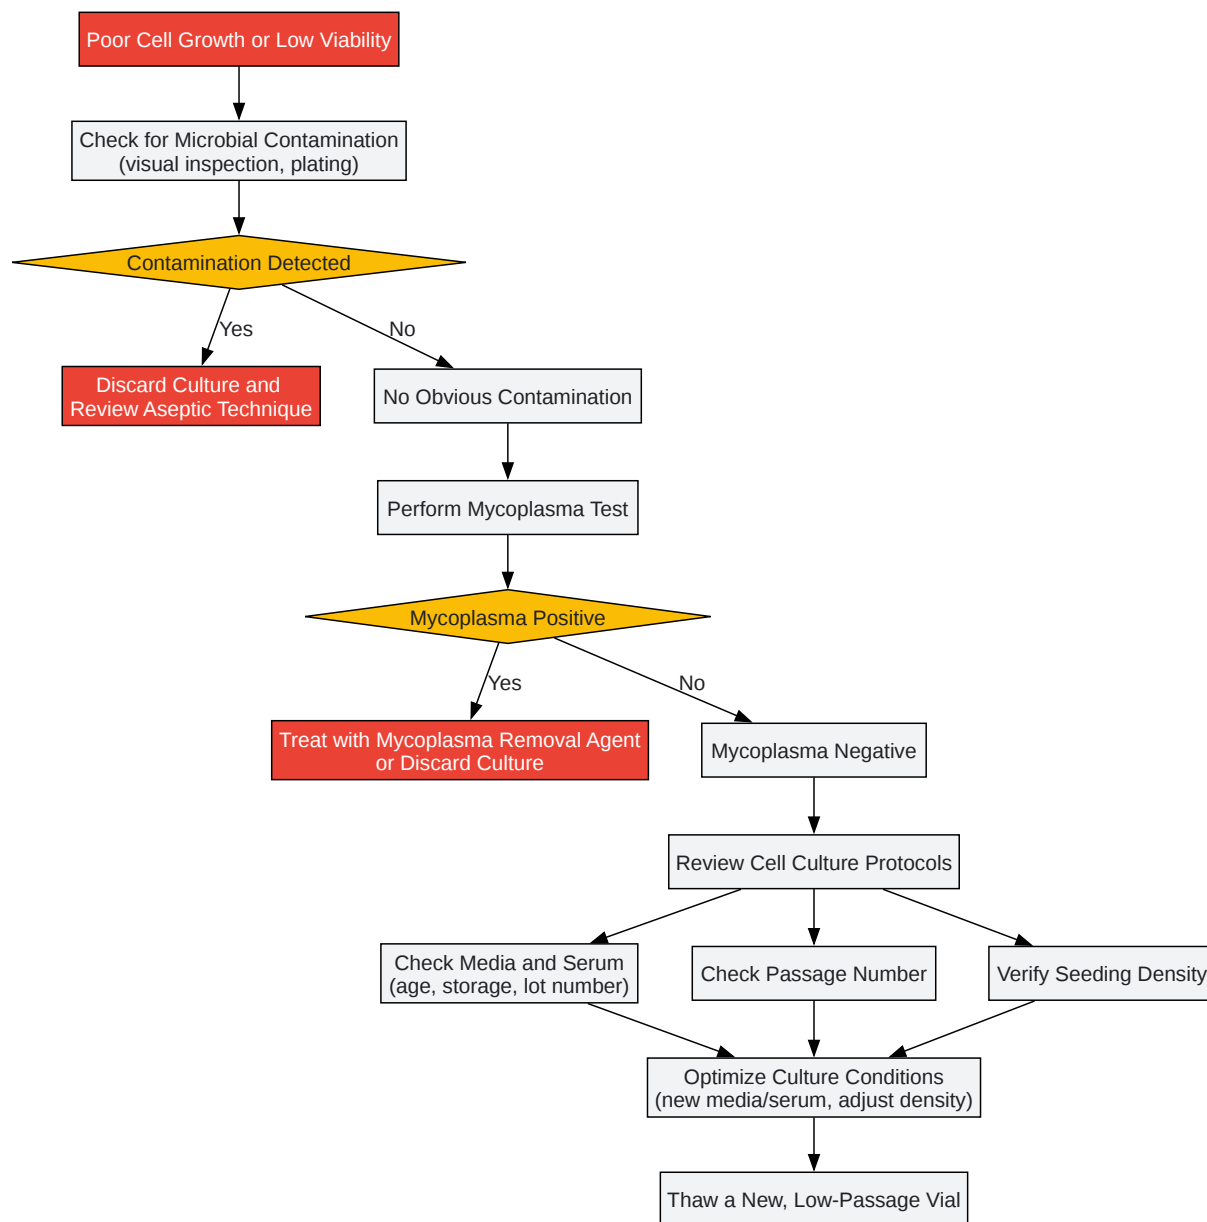 Poor Cell Growth or Low Viability
Check for Microbial Contamination
(visual inspection, plating)
Contamination Detected
Yes
No
Discard Culture and
Review Aseptic Technique
No Obvious Contamination
Perform Mycoplasma Test
Mycoplasma Positive
Yes
No
Treat with Mycoplasma Removal Agent
or Discard Culture
Mycoplasma Negative
Review Cell Culture Protocols
Check Media and Serum
(age, storage, lot number)
Check Passage Number
Verify Seeding Density
Optimize Culture Conditions
(new media/serum, adjust density)
Thaw a New, Low-Passage Vial